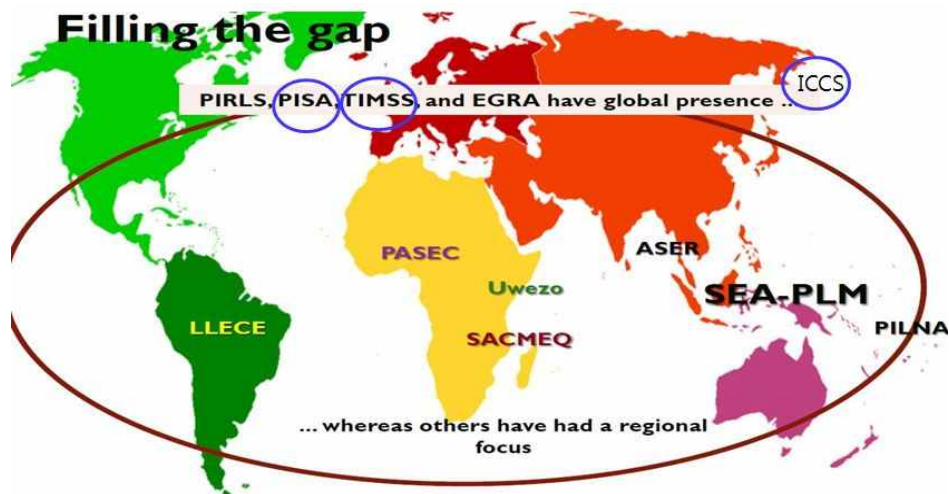 Filling the gap
ICCS
PIRLS, PISA, TIMSS, and EGRA have global presence ..
PASEC
ASER
Uwezo
SEA-PLM
LLECE
SACMEQ
PILNA
... whereas others have had a regional
focus